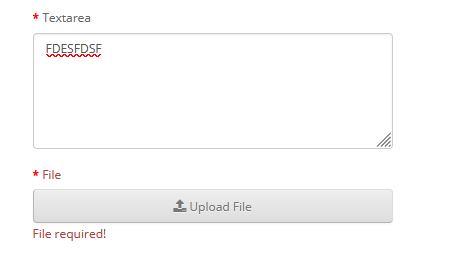 * Textarea
FDESFDSF
* File
Upload File
File required!